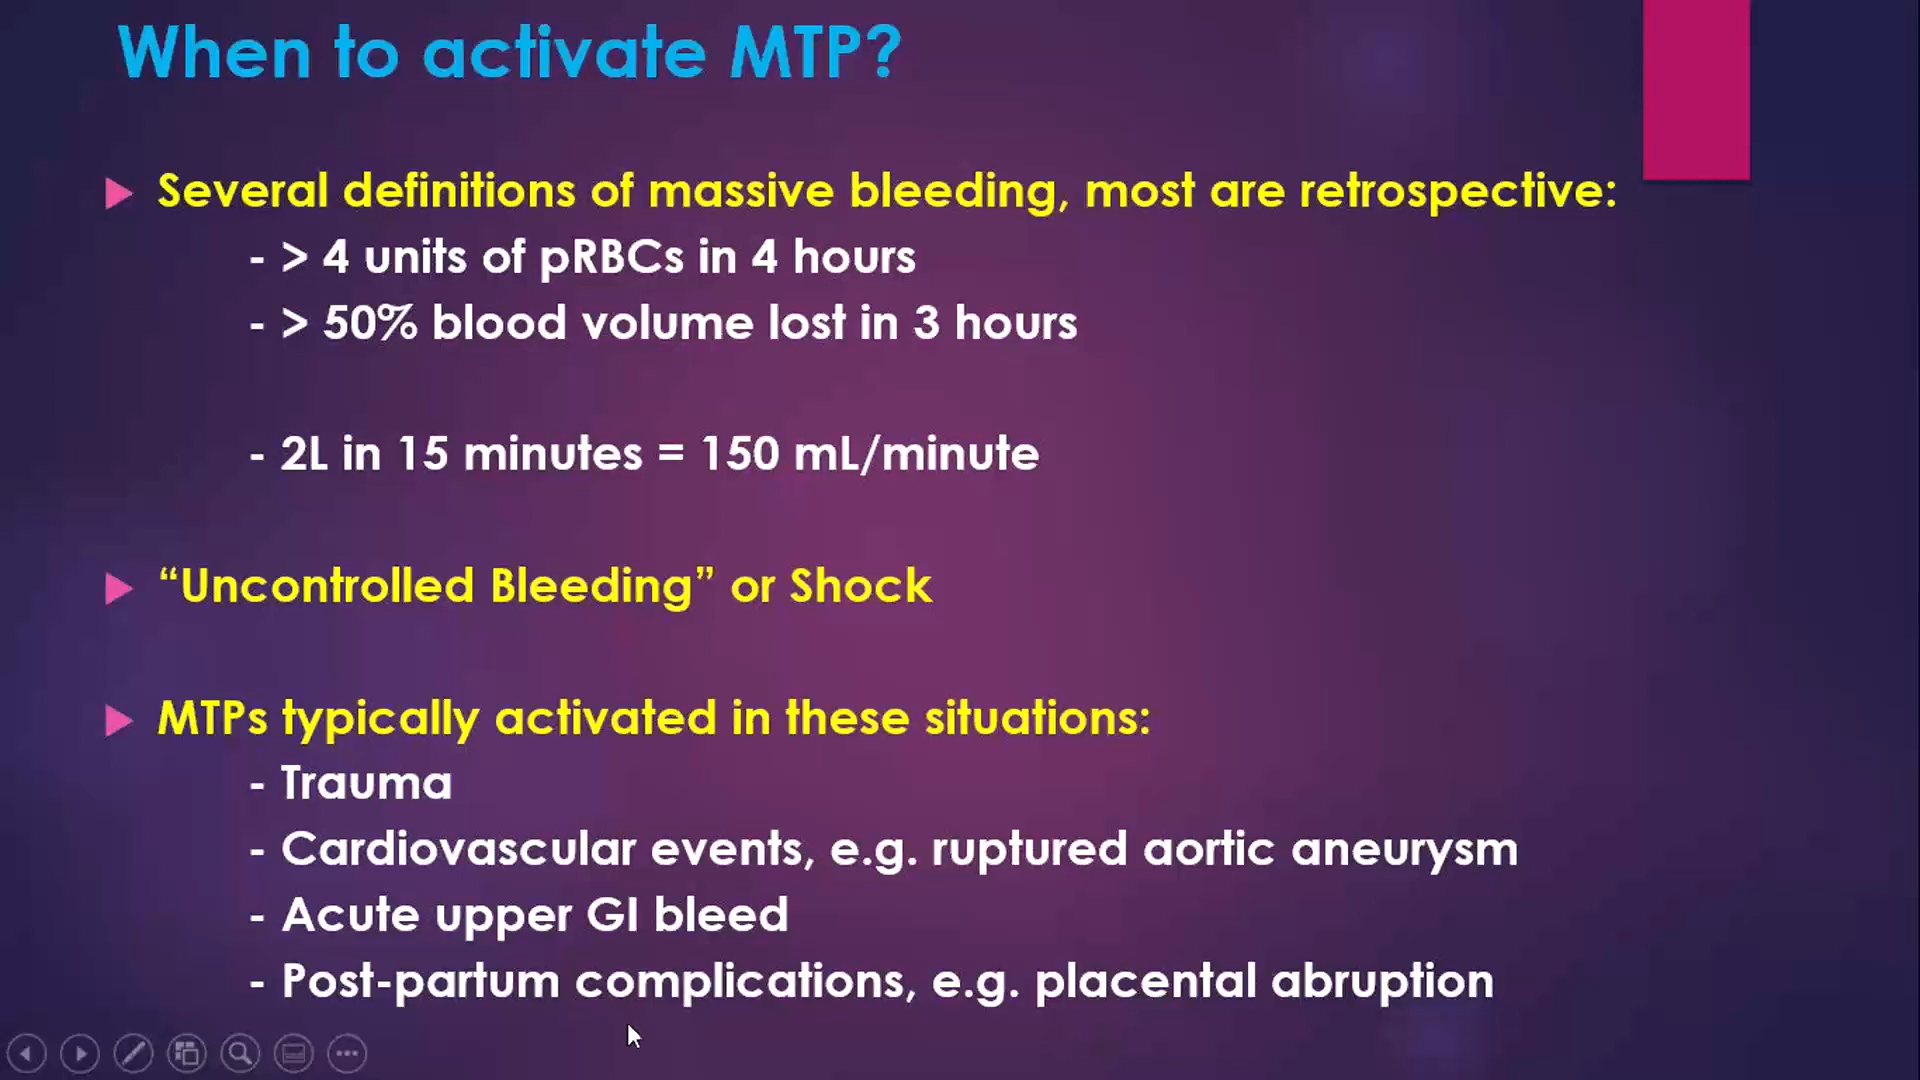 When to activate MTP?
Several definitions of massive bleeding, most are retrospective:
- > 4 units of pRBCs in 4 hours
- > 50% blood volume lost in 3 hours
- 2L in 15 minutes = 150 mL/minute
“Uncontrolled Bleeding” or Shock
MTPs typically activated in these situations:
- Trauma
- Cardiovascular events, e.g. ruptured aortic aneurysm
- Acute upper GI bleed
- Post-partum complications, e.g. placental abruption